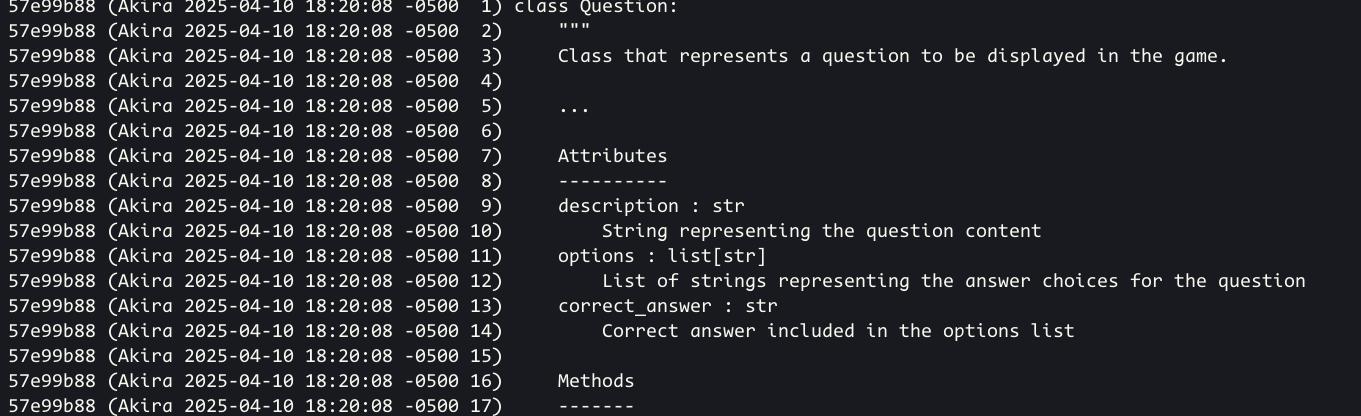 57e99b88 (Akira 2025-04-10 18:20:08 -0500  1) class Question:
57e99b88 (Akira 2025-04-10 18:20:08 -0500  2)     """
57e99b88 (Akira 2025-04-10 18:20:08 -0500  3)     Class that represents a question to be displayed in the game.
57e99b88 (Akira 2025-04-10 18:20:08 -0500  4)
57e99b88 (Akira 2025-04-10 18:20:08 -0500  5)     ...
57e99b88 (Akira 2025-04-10 18:20:08 -0500  6)
57e99b88 (Akira 2025-04-10 18:20:08 -0500  7)     Attributes
57e99b88 (Akira 2025-04-10 18:20:08 -0500  8)     ----------
57e99b88 (Akira 2025-04-10 18:20:08 -0500  9)     description : str
57e99b88 (Akira 2025-04-10 18:20:08 -0500 10)         String representing the question content
57e99b88 (Akira 2025-04-10 18:20:08 -0500 11)     options : list[str]
57e99b88 (Akira 2025-04-10 18:20:08 -0500 12)         List of strings representing the answer choices for the question
57e99b88 (Akira 2025-04-10 18:20:08 -0500 13)     correct_answer : str
57e99b88 (Akira 2025-04-10 18:20:08 -0500 14)         Correct answer included in the options list
57e99b88 (Akira 2025-04-10 18:20:08 -0500 15)
57e99b88 (Akira 2025-04-10 18:20:08 -0500 16)     Methods
57e99b88 (Akira 2025-04-10 18:20:08 -0500 17)     -------